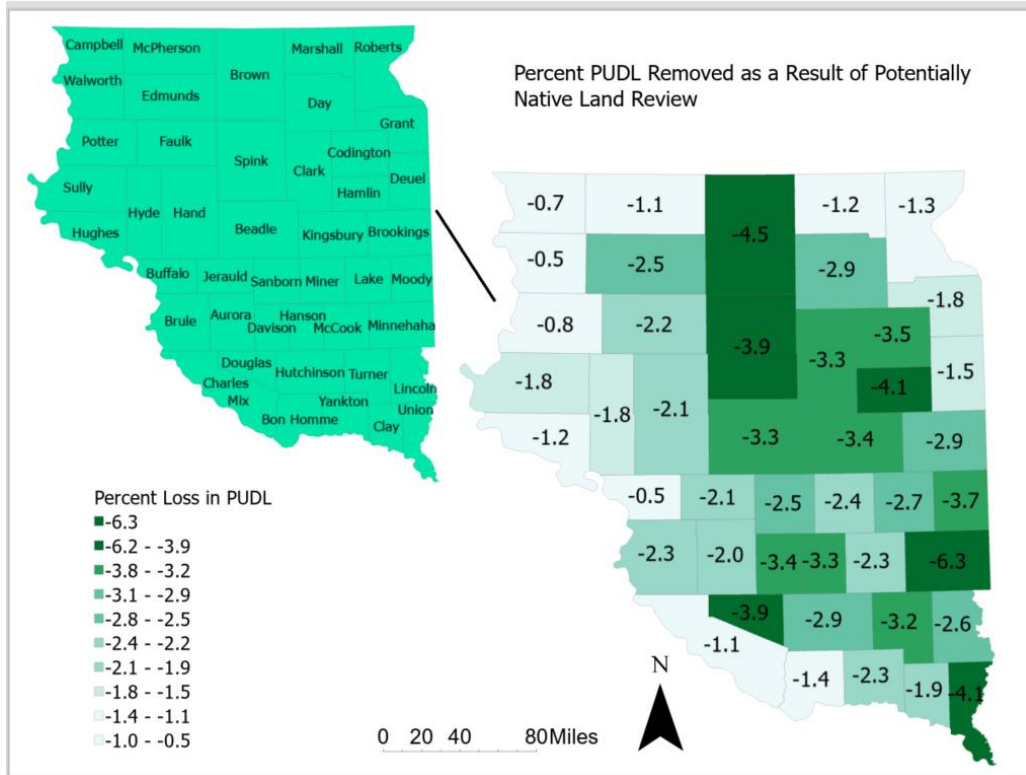 Campbell
McPherson
Brown
Marshall
Roberts
Walworth
Edmunds
Day
Grant
Potter
Faulk
Spink
Clark
Codington
Deuel
Hamlin
Sully
Hyde
Hand
Hughes
Beadle
Kingsbury
Brookings
Buffalo
Jerauld
Sanborn
Miner
Lake
Moody
Brule
Aurora
Davison
Hanson
McCook
Minnehaha
Douglas
Charles
Mix
Hutchinson
Turner
Lincoln
Bon Homme
Yankton
Clay
Union
Percent PUDL Removed as a Result of Potentially
Native Land Review
-0.7
-1.1
-4.5
-1.2
-1.3
-0.5
-2.5
-2.9
-1.8
-0.8
-2.2
-3.9
-3.3
-3.5
-4.1
-1.5
-1.8
-1.8
-2.1
-1.2
-3.3
-3.4
-2.9
-0.5
-2.1
-2.5
-2.4
-2.7
-3.7
-2.3
-2.0
-3.4
-3.3
-2.3
-6.3
-3.9
-2.9
-3.2
-2.6
-1.1
-1.4
-2.3
-1.9
-4.1
Percent Loss in PUDL
-6.3
-6.2 - -3.9
-3.8 - -3.2
-3.1 - -2.9
-2.8 - -2.5
-2.4 - -2.2
-2.1 - -1.9
-1.8 - -1.5
-1.4 - -1.1
-1.0 - -0.5
0 20 40 80 Miles
N